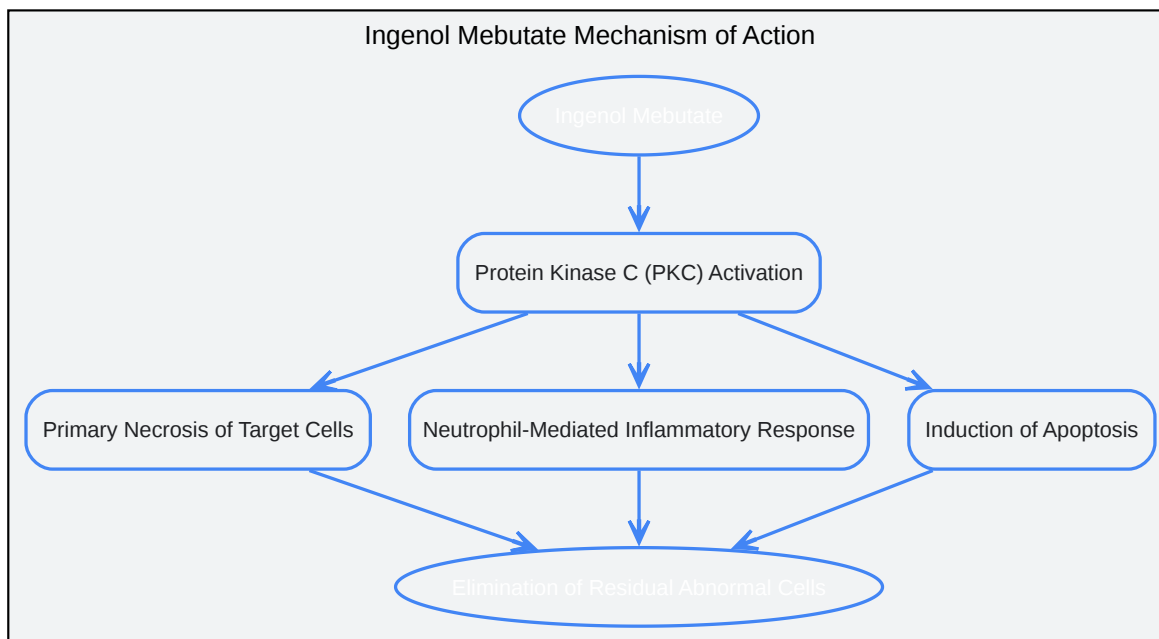 Ingenol Mebutate Mechanism of Action
Ingenol Mebutate
Protein Kinase C (PKC) Activation
Primary Necrosis of Target Cells
Neutrophil-Mediated Inflammatory Response
Induction of Apoptosis
Elimination of Residual Abnormal Cells